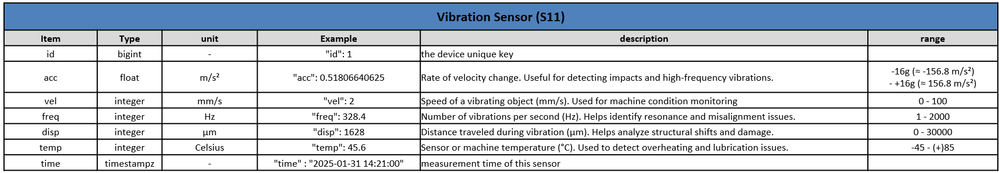 Vibration Sensor (S11)
Item Type unit Example description range
id bigint - "id": 1 the device unique key
acc float m/s² "acc": 0.51806640625 Rate of velocity change. Useful for detecting impacts and high-frequency vibrations. -16g (≈ -156.8 m/s²)
- +16g (≈ 156.8 m/s²)
vel integer mm/s "vel": 2 Speed of a vibrating object (mm/s). Used for machine condition monitoring 0 - 100
freq integer Hz "freq": 328.4 Number of vibrations per second (Hz). Helps identify resonance and misalignment issues. 1 - 2000
disp integer μm "disp": 1628 Distance traveled during vibration (μm). Helps analyze structural shifts and damage. 0 - 30000
temp integer Celsius "temp": 45.6 Sensor or machine temperature (°C). Used to detect overheating and lubrication issues. -45 - (+)85
time timestampz - "time" : "2025-01-31 14:21:00" measurement time of this sensor